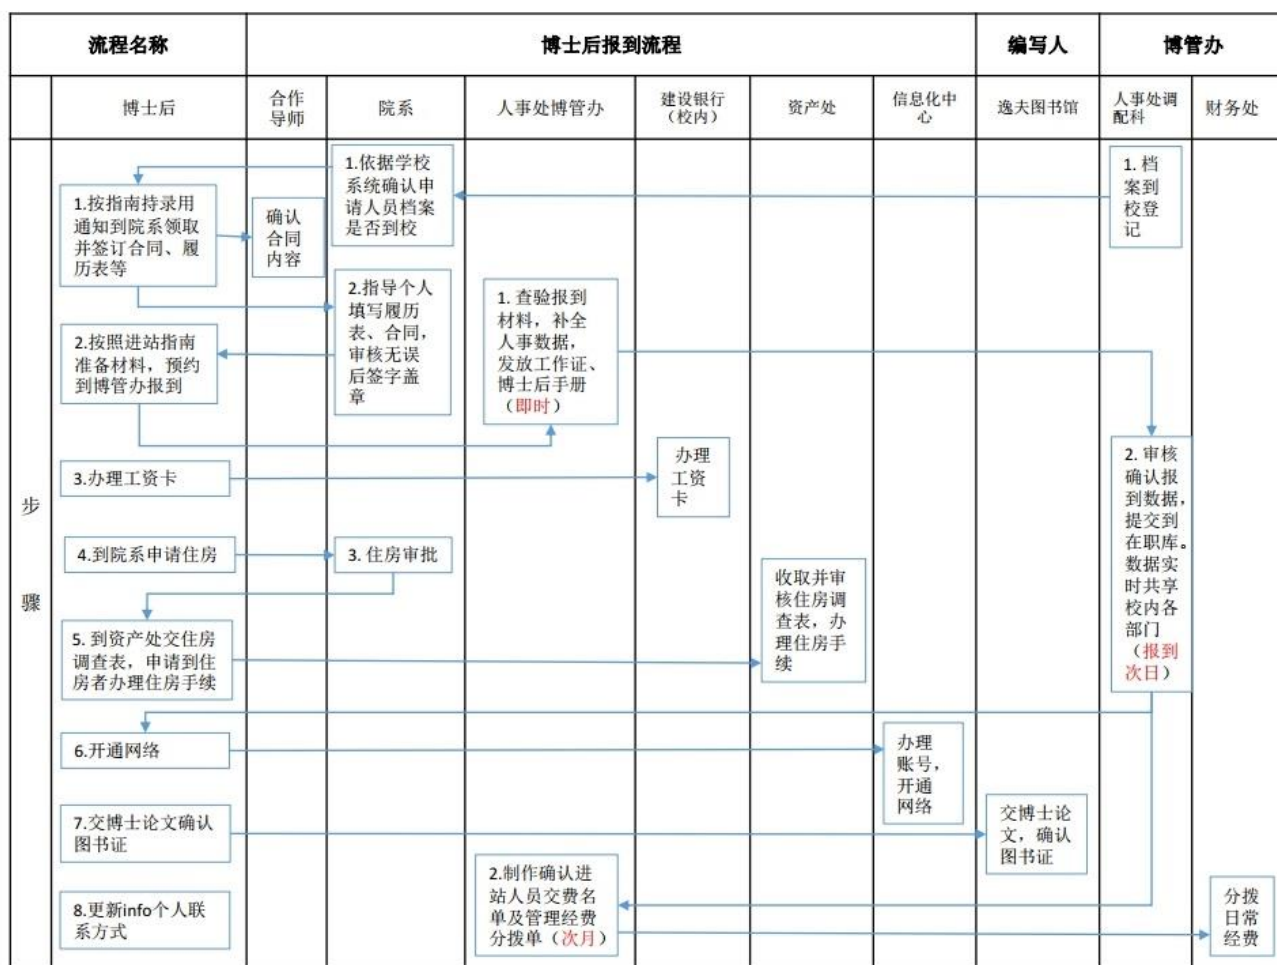 流程名称
博士后报到流程
编写人
博管办
博士后
合作
导师
院系
人事处博管办
建设银行
（校内）
资产处
信息化中
心
逸夫图书馆
人事处调
配科
财务处
步
骤
1.依据学校
系统确认申
请人员档案
是否到校
1. 档
案到
校登
记
1.按指南持录用
通知到院系领取
并签订合同、履
历表等
确认
合同
内容
2.指导个人
填写履历
表、合同，
审核无误
后签字盖
章
1. 查验报到
材料，补全
人事数据，
发放工作证、
博士后手册
（即时）
2.按照进站指南
准备材料，预约
到博管办报到
3.办理工资卡
办理
工资
卡
2. 审核
确认报
到数据，
提交到
在职库。
数据实
时共享
校内各
部门
（报到
次日）
4.到院系申请住房
3. 住房审批
收取并审
核住房调
查表，办
理住房手
续
5. 到资产处交住房
调查表，申请到住
房者办理住房手续
6.开通网络
办理
账号，
开通
网络
7.交博士论文确认
图书证
交博士论
文，确认
图书证
2.制作确认进
站人员交费名
单及管理经费
分拨单（次月）
分拨
日常
经费
8.更新info个人联
系方式